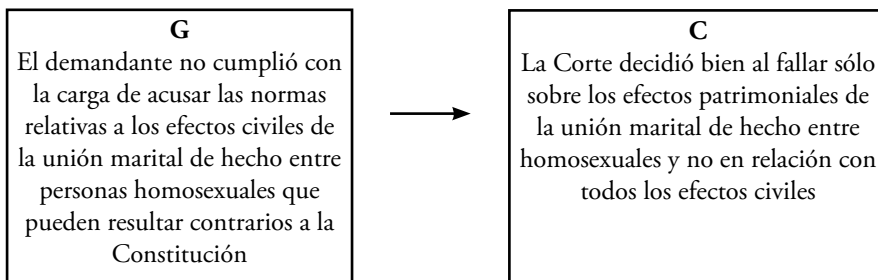 G
El demandante no cumplió con
la carga de acusar las normas
relativas a los efectos civiles de
la unión marital de hecho entre
personas homosexuales que
pueden resultar contrarios a la
Constitución
C
La Corte decidió bien al fallar sólo
sobre los efectos patrimoniales de
la unión marital de hecho entre
homosexuales y no en relación con
todos los efectos civiles